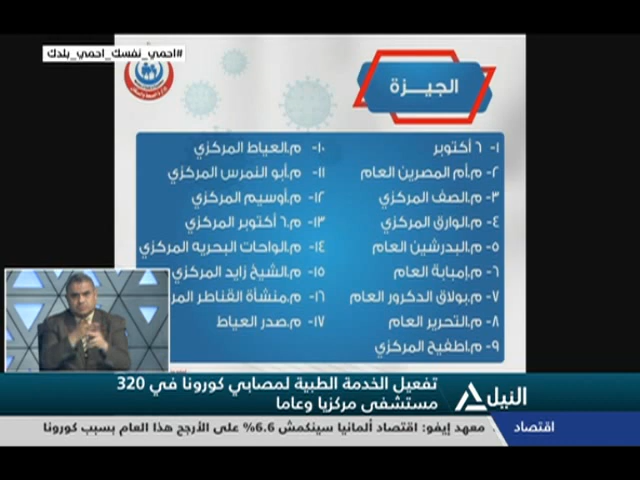 #احمي_نفسك_احمي_بلدك
الجيزة
١- ٦ أكتوبر
٢- م.أم المصرين العام
٣- م.الصف المركزي
٤- م.الوراق المركزي
٥- م.البدرشين العام
٦- م.إمبابة العام
٧- م.بولاق الدكرور العام
٨- م.التحرير العام
٩- م.اطفيح المركزي
١٠- م.العياط المركزي
١١- م.أبو النمرس المركزي
١٢- م.أوسيم المركزي
١٣- م.٦ أكتوبر المركزي
١٤- م.الواحات البحريه المركزي
١٥- م.الشيخ زايد المركزي
١٦- م.منشأة القناطر المر
١٧- م.صدر العياط
تفعيل الخدمة الطبية لمصابي كورونا في 320
مستشفى مركزيا وعاما
النيل
اقتصاد
معهد إيفو: اقتصاد ألمانيا سينكمش 6.6% على الأرجح هذا العام بسبب كورونا